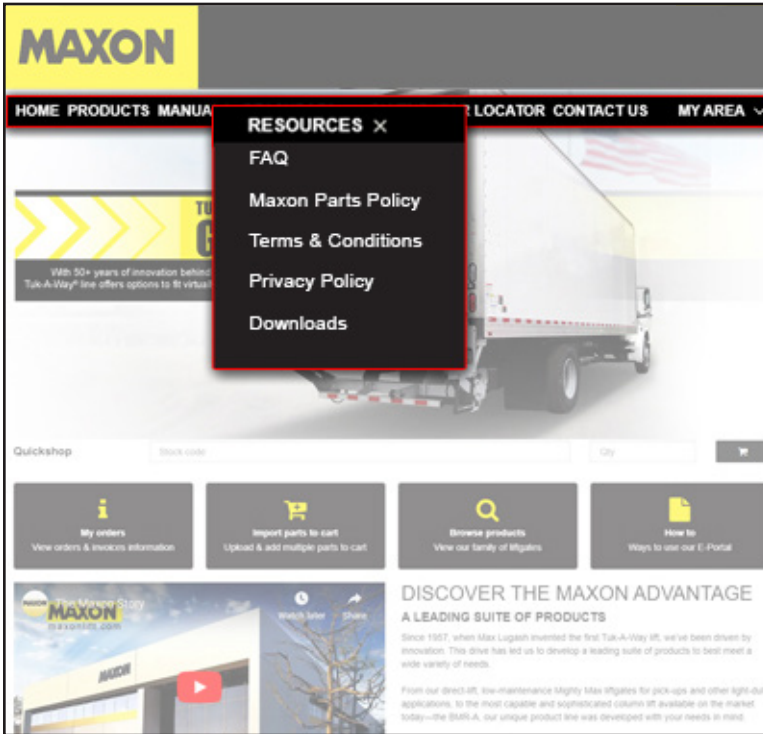 MAXON
HOME PRODUCTS MANUA LOCATOR CONTACT US MY AREA
RESOURCES ×
FAQ
Maxon Parts Policy
Terms & Conditions
Privacy Policy
Downloads
TU
G
With 50+ years of innovation behind
Tuk-A-Way® line offers options to fit virtual
Quickshop Stock code Qty
My orders
View orders & invoices information
Import parts to cart
Upload & add multiple parts to cart
Browse products
View our family of liftgates
How to
Ways to use our E-Portal
The Maxon Story
Watch later Share
MAXON
maxonlift.com
MAXON
DISCOVER THE MAXON ADVANTAGE
A LEADING SUITE OF PRODUCTS
Since 1957, when Max Lugash invented the first Tuk-A-Way lift, we've been driven by
innovation. This drive has led us to develop a leading suite of products to best meet a
wide variety of needs.
From our direct-lift, low-maintenance Mighty Max liftgates for pick-ups and other light-dut
applications, to the most capable and sophisticated column lift available on the market
today—the BMR-A, our unique product line was developed with your needs in mind.